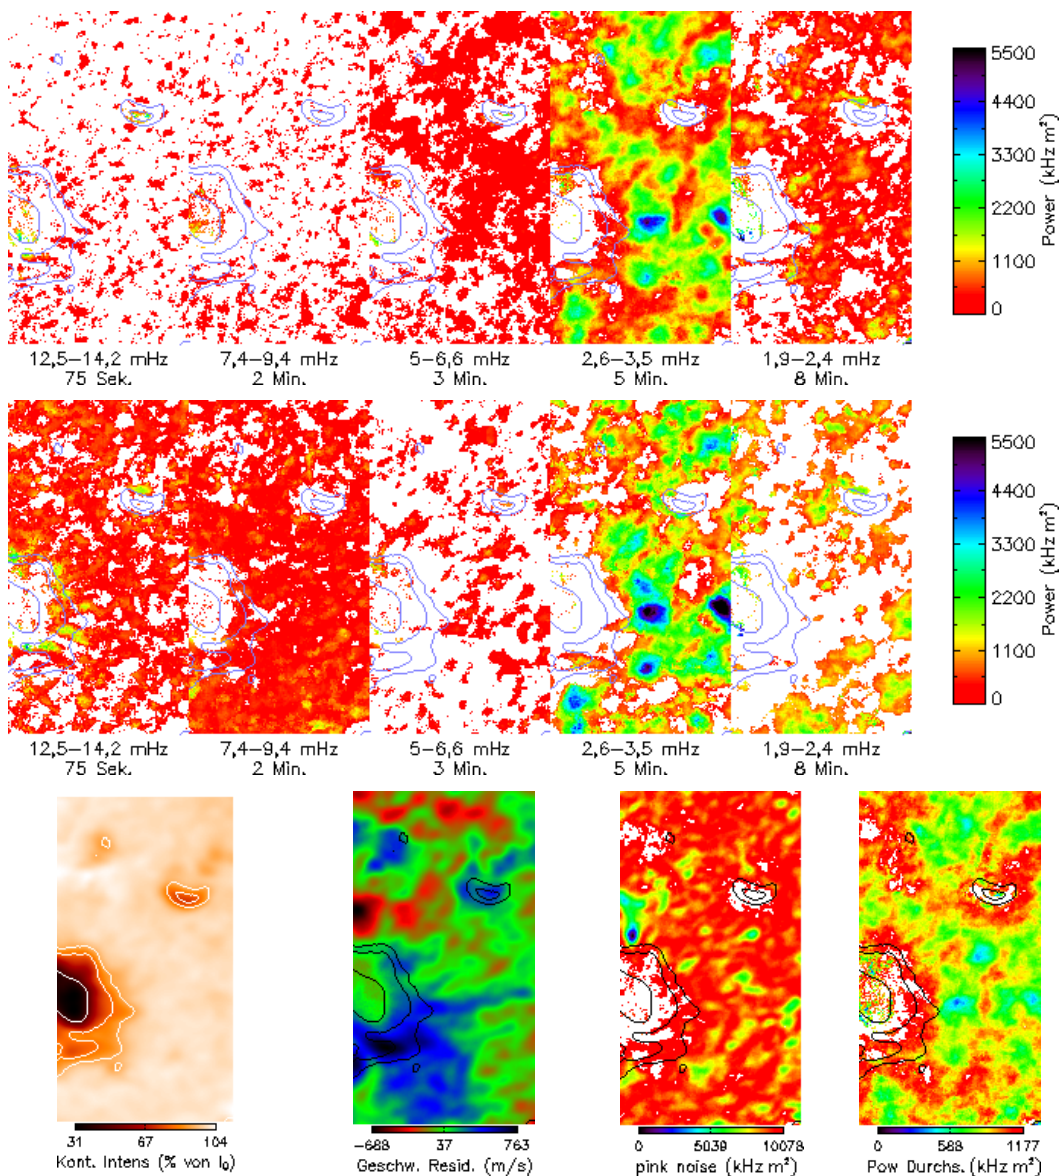 5500
4400
3300
2200
1100
0
Power (kHz m²)
12,5–14,2 mHz 7,4–9,4 mHz 5–6,6 mHz 2,6–3,5 mHz 1,9–2,4 mHz
75 Sek. 2 Min. 3 Min. 5 Min. 8 Min.
5500
4400
3300
2200
1100
0
Power (kHz m²)
12,5–14,2 mHz 7,4–9,4 mHz 5–6,6 mHz 2,6–3,5 mHz 1,9–2,4 mHz
75 Sek. 2 Min. 3 Min. 5 Min. 8 Min.
31 67 104
Kont. Intens (% von I₀)
−688 37 763
Geschw. Resid. (m/s)
0 5039 10078
pink noise (kHz m²)
0 588 1177
Pow Durchs. (kHz m²)